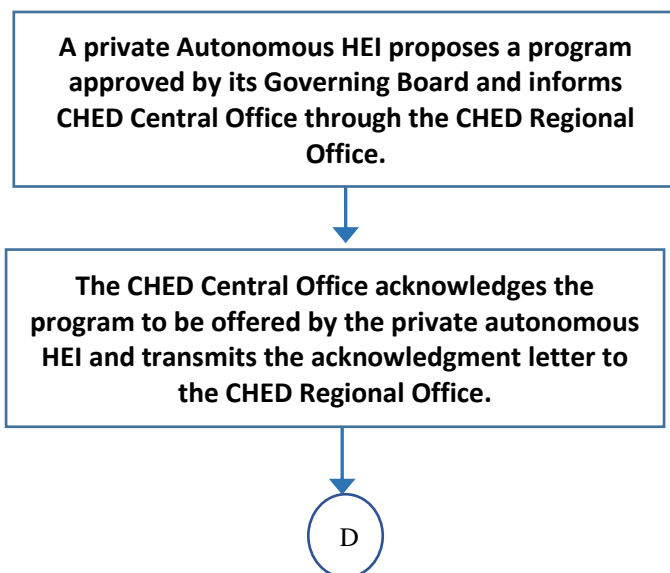 A private Autonomous HEI proposes a program
approved by its Governing Board and informs
CHED Central Office through the CHED Regional
Office.
The CHED Central Office acknowledges the
program to be offered by the private autonomous
HEI and transmits the acknowledgment letter to
the CHED Regional Office.
D